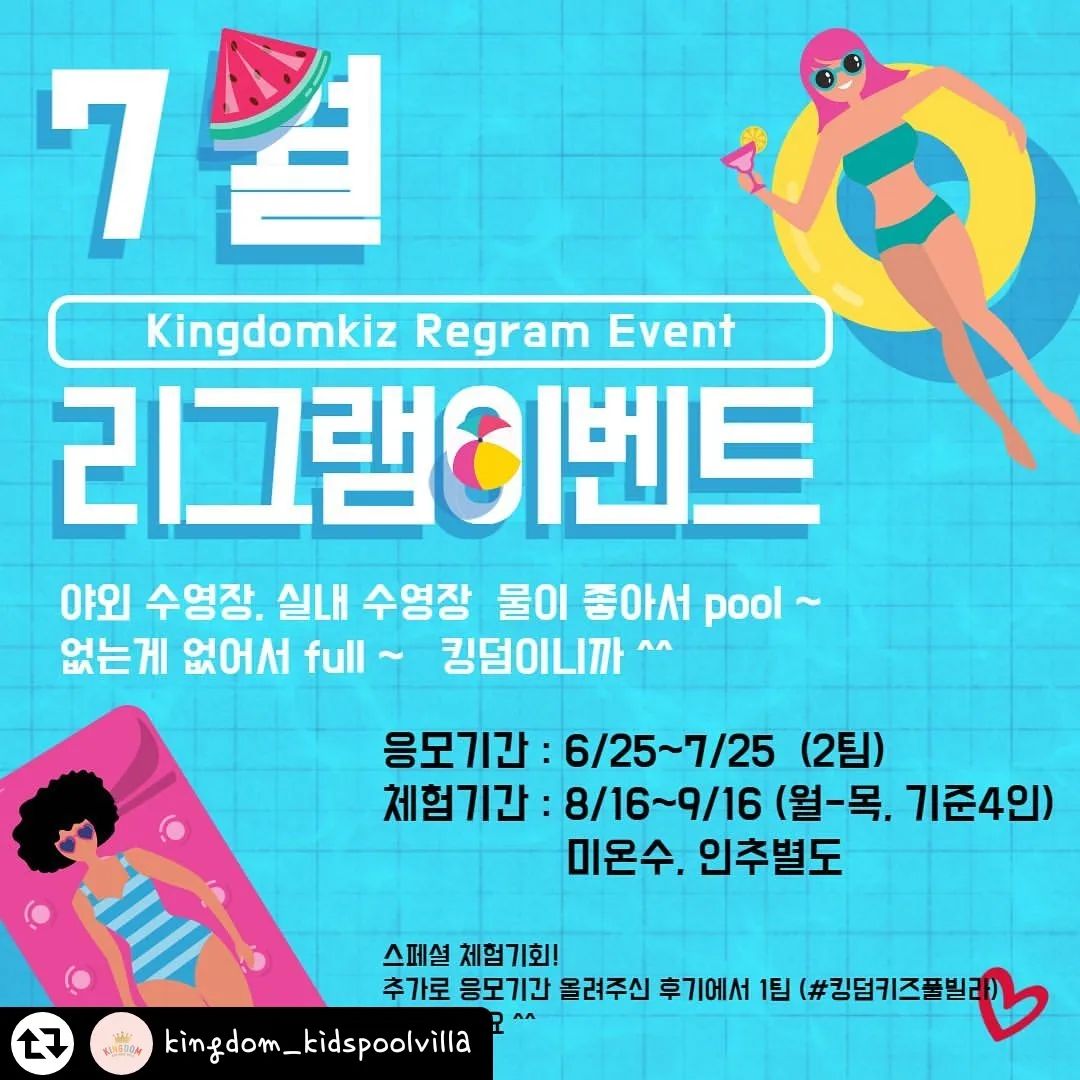 7월
Kingdomkiz Regram Event
리그램이벤트
야외 수영장, 실내 수영장 물이 좋아서 pool ~
없는게 없어서 full ~ 킹덤이니까 ^^
응모기간 : 6/25~7/25 (2팀)
체험기간 : 8/16~9/16 (월-목, 기준4인)
미온수, 인추별도
스페셜 체험기회!
추가로 응모기간 올려주신 후기에서 1팀 (#킹덤키즈풀빌라)
요 ^^
KINGDOM
kingdom_kidspoolvilla